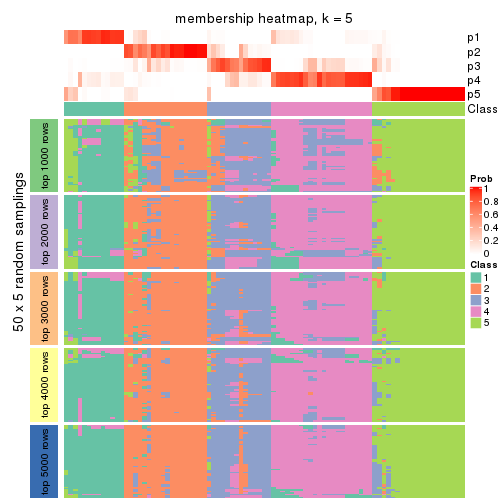 membership heatmap, k = 5
p1
p2
p3
p4
p5
Class
50 x 5 random samplings
top 1000 rows
top 2000 rows
top 3000 rows
top 4000 rows
top 5000 rows
Prob
1
0.8
0.6
0.4
0.2
0
Class
1
2
3
4
5